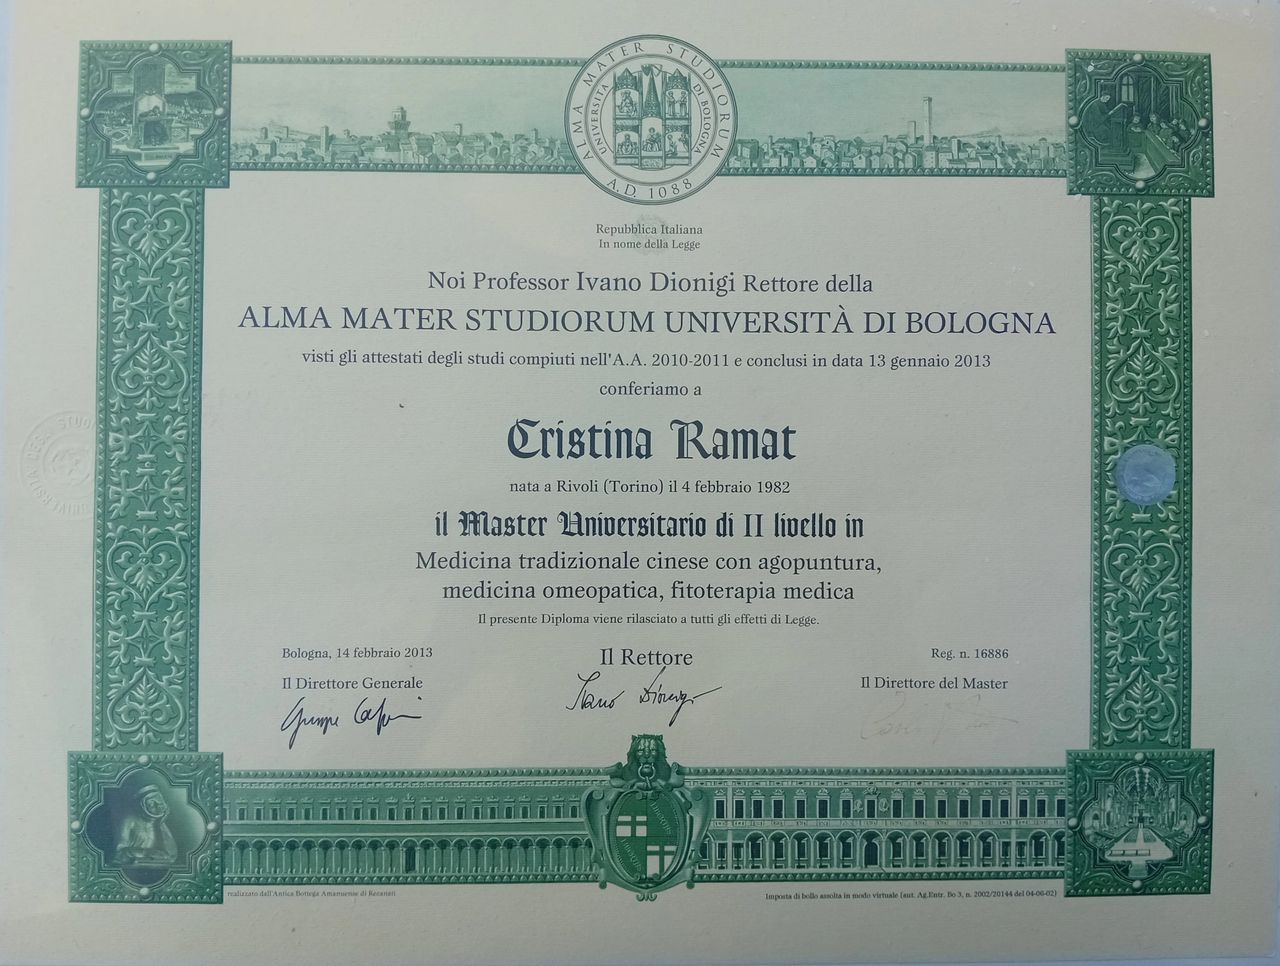 ALMA MATER STUDIORUM
UNIVERSITÀ DI BOLOGNA
A.D. 1088
Repubblica Italiana
In nome della Legge
Noi Professor Ivano Dionigi Rettore della
ALMA MATER STUDIORUM UNIVERSITÀ DI BOLOGNA
visti gli attestati degli studi compiuti nell'A.A. 2010-2011 e conclusi in data 13 gennaio 2013
conferiamo a
Cristina Ramat
nata a Rivoli (Torino) il 4 febbraio 1982
il Master Universitario di II livello in
Medicina tradizionale cinese con agopuntura,
medicina omeopatica, fitoterapia medica
Il presente Diploma viene rilasciato a tutti gli effetti di Legge.
Bologna, 14 febbraio 2013
Il Direttore Generale
Il Rettore
Ivano Dionigi
Reg. n. 16886
Il Direttore del Master
realizzato dall'Antica Bottega Amanuense di Recanati
Imposta di bollo assolta in modo virtuale (aut. Ag.Entr. Bo 3, n. 2002/20144 del 04-06-02)